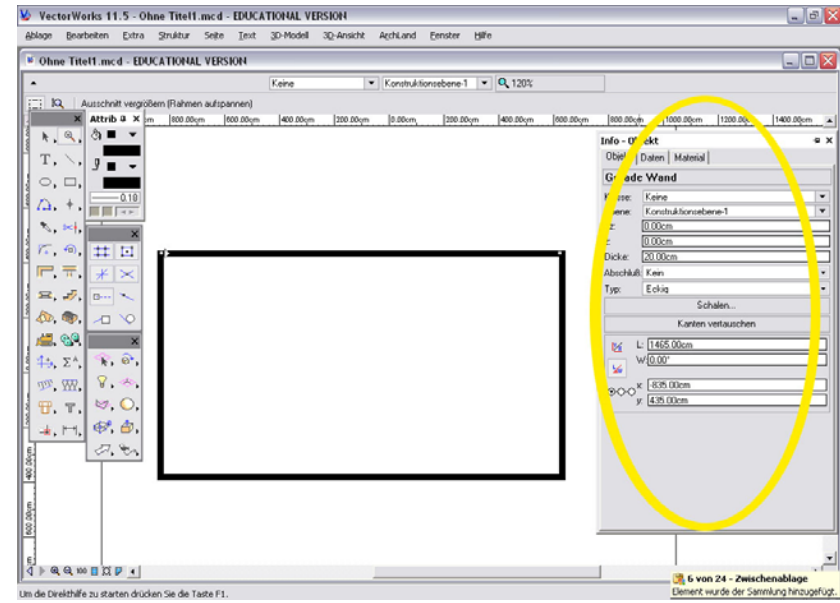 VectorWorks 11.5 - Ohne Titel1.mcd - EDUCATIONAL VERSION
Ablage Bearbeiten Extra Struktur Seite Text 3D-Modell 3D-Ansicht ArchLand Fenster Hilfe
Ohne Titel1.mcd - EDUCATIONAL VERSION
Keine Konstruktionsebene-1 120%
Ausschnitt vergrößern (Rahmen aufspannen)
Attrib
800.00cm 600.00cm 400.00cm 200.00cm 0.00cm 200.00cm 400.00cm 600.00cm 800.00cm 1000.00cm 1200.00cm 1400.00cm
0.10
Info - Objekt
Objekt Daten Material
Gerade Wand
Klasse: Keine
Ebene: Konstruktionsebene-1
0.00cm
0.00cm
Dicke: 20.00cm
Abschluß: Kein
Typ: Eckig
Schalen...
Kanten vertauschen
L: 1465.00cm
W: 0.00°
x: -835.00cm
y: 435.00cm
400.00cm
600.00cm
100
6 von 24 - Zwischenablage
Element wurde der Sammlung hinzugefügt.
Um die Direkthilfe zu starten drücken Sie die Taste F1.